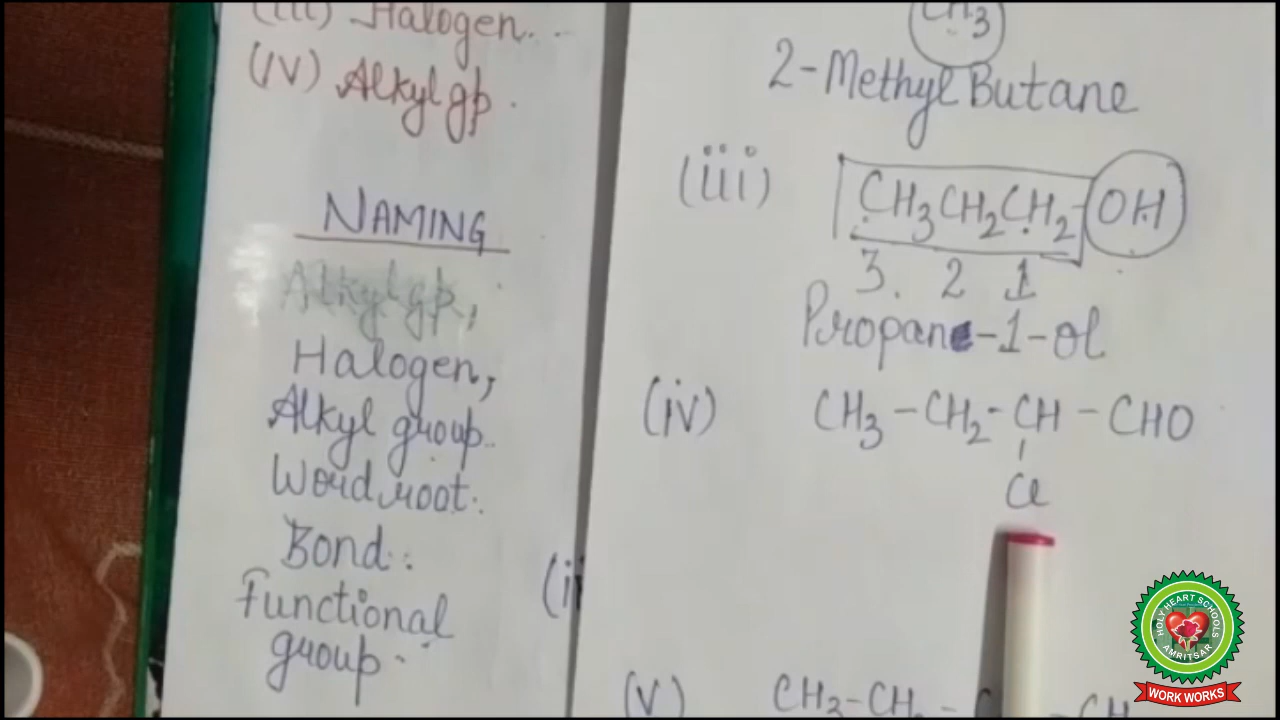 (iii) Halogen..
(IV) Alkyl gp.
NAMING
Alkyl gp,
Halogen,
Alkyl group.
Word root.
Bond.
Functional
group.
CH3
2-Methyl Butane
(iii) CH3CH2CH2-OH
3. 2 1
Propane-1-ol
(iv) CH3-CH2-CH-CHO
Cl
(V) CH3-CH2-
HOLY HEART SCHOOLS
AMRITSAR
WORK WORKS